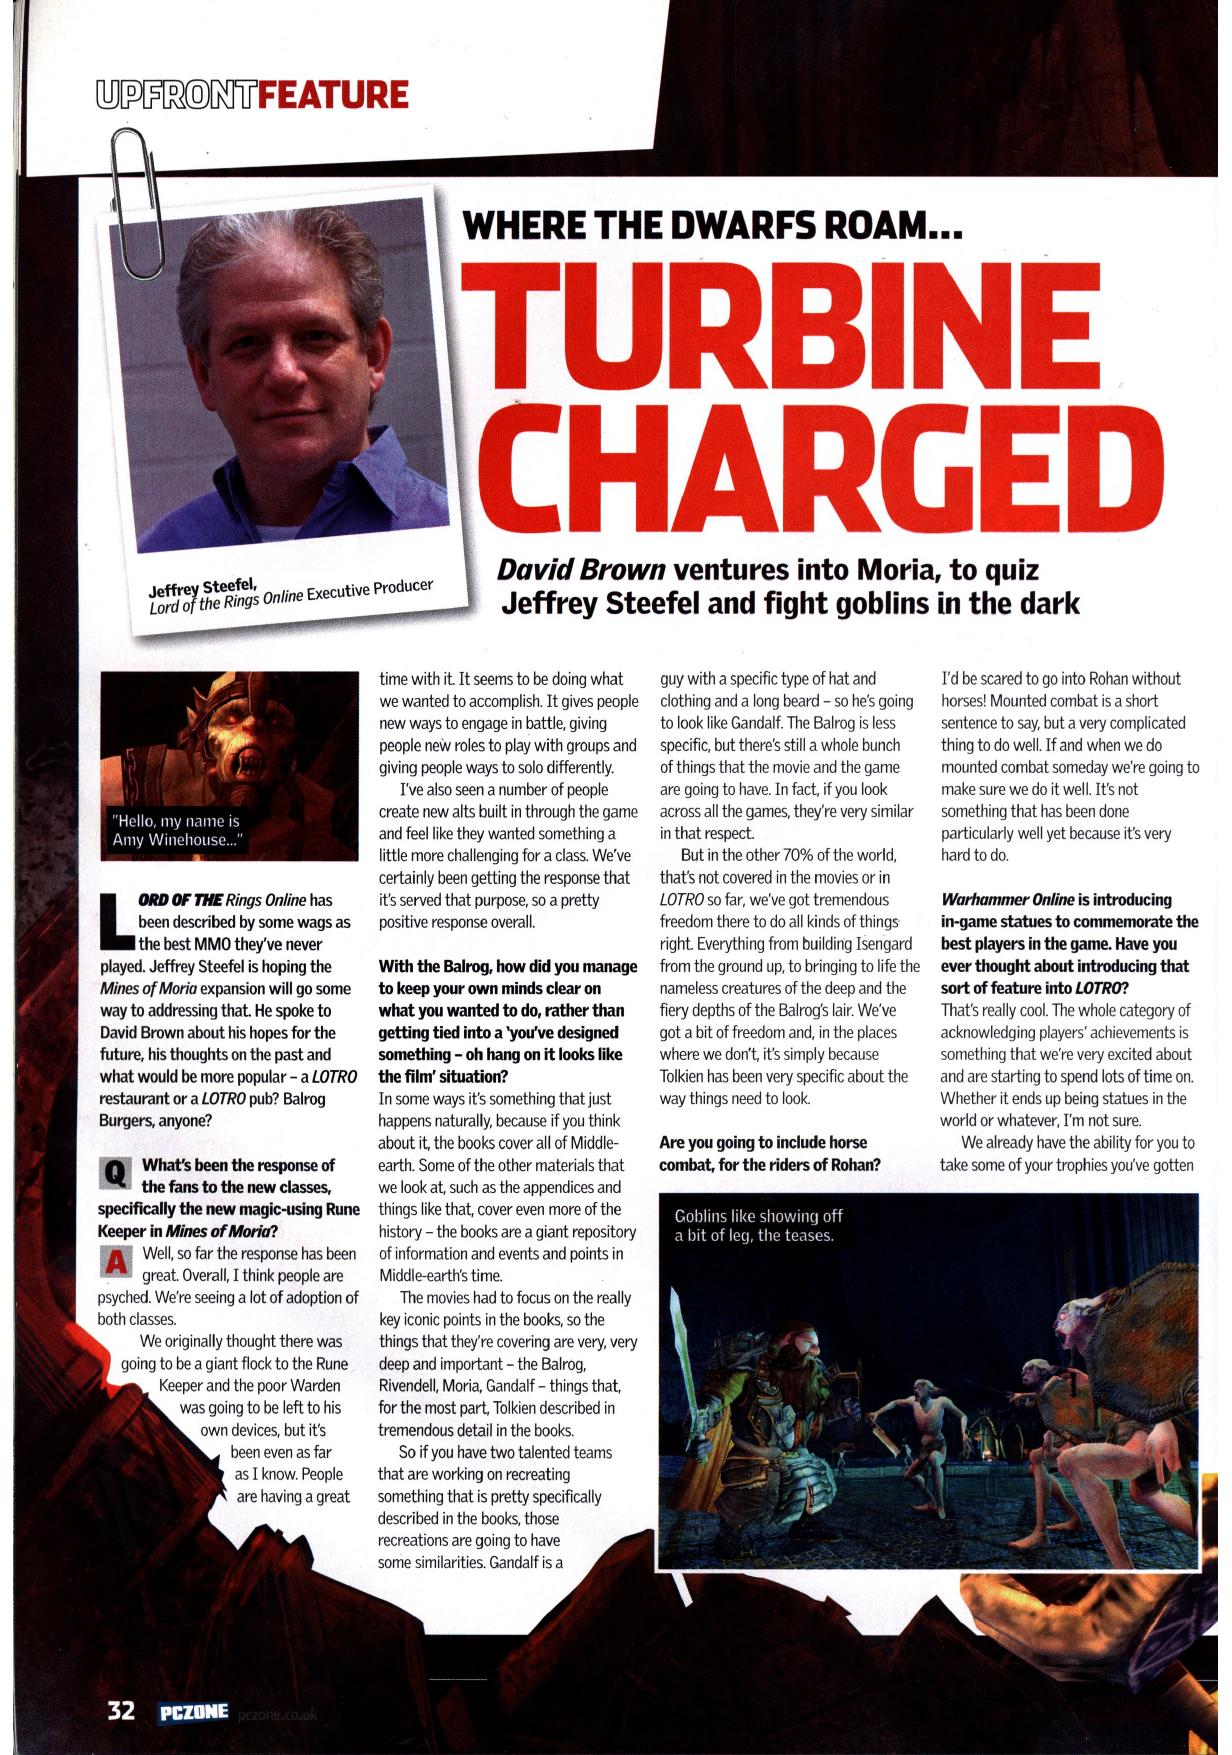 UPFRONTFEATURE
WHERE THE DWARFS ROAM...
TURBINE
CHARGED
David Brown ventures into Moria, to quiz
Jeffrey Steefel and fight goblins in the dark
Jeffrey Steefel,
Lord of the Rings Online Executive Producer
"Hello, my name is
Amy Winehouse..."
LORD OF THE Rings Online has
been described by some wags as
the best MMO they've never
played. Jeffrey Steefel is hoping the
Mines of Moria expansion will go some
way to addressing that. He spoke to
David Brown about his hopes for the
future, his thoughts on the past and
what would be more popular – a LOTRO
restaurant or a LOTRO pub? Balrog
Burgers, anyone?
Q What's been the response of
the fans to the new classes,
specifically the new magic-using Rune
Keeper in Mines of Moria?
A Well, so far the response has been
great. Overall, I think people are
psyched. We're seeing a lot of adoption of
both classes.
We originally thought there was
going to be a giant flock to the Rune
Keeper and the poor Warden
was going to be left to his
own devices, but it's
been even as far
as I know. People
are having a great
time with it. It seems to be doing what
we wanted to accomplish. It gives people
new ways to engage in battle, giving
people new roles to play with groups and
giving people ways to solo differently.
I've also seen a number of people
create new alts built in through the game
and feel like they wanted something a
little more challenging for a class. We've
certainly been getting the response that
it's served that purpose, so a pretty
positive response overall.
With the Balrog, how did you manage
to keep your own minds clear on
what you wanted to do, rather than
getting tied into a 'you've designed
something – oh hang on it looks like
the film' situation?
In some ways it's something that just
happens naturally, because if you think
about it, the books cover all of Middle-
earth. Some of the other materials that
we look at, such as the appendices and
things like that, cover even more of the
history – the books are a giant repository
of information and events and points in
Middle-earth's time.
The movies had to focus on the really
key iconic points in the books, so the
things that they're covering are very, very
deep and important – the Balrog,
Rivendell, Moria, Gandalf – things that,
for the most part, Tolkien described in
tremendous detail in the books.
So if you have two talented teams
that are working on recreating
something that is pretty specifically
described in the books, those
recreations are going to have
some similarities. Gandalf is a
guy with a specific type of hat and
clothing and a long beard – so he's going
to look like Gandalf. The Balrog is less
specific, but there's still a whole bunch
of things that the movie and the game
are going to have. In fact, if you look
across all the games, they're very similar
in that respect.
But in the other 70% of the world,
that's not covered in the movies or in
LOTRO so far, we've got tremendous
freedom there to do all kinds of things
right. Everything from building Isengard
from the ground up, to bringing to life the
nameless creatures of the deep and the
fiery depths of the Balrog's lair. We've
got a bit of freedom and, in the places
where we don't, it's simply because
Tolkien has been very specific about the
way things need to look.
Are you going to include horse
combat, for the riders of Rohan?
I'd be scared to go into Rohan without
horses! Mounted combat is a short
sentence to say, but a very complicated
thing to do well. If and when we do
mounted combat someday we're going to
make sure we do it well. It's not
something that has been done
particularly well yet because it's very
hard to do.
Warhammer Online is introducing
in-game statues to commemorate the
best players in the game. Have you
ever thought about introducing that
sort of feature into LOTRO?
That's really cool. The whole category of
acknowledging players' achievements is
something that we're very excited about
and are starting to spend lots of time on.
Whether it ends up being statues in the
world or whatever, I'm not sure.
We already have the ability for you to
take some of your trophies you've gotten
Goblins like showing off
a bit of leg, the teases.
32 PCZONE pczone.co.uk